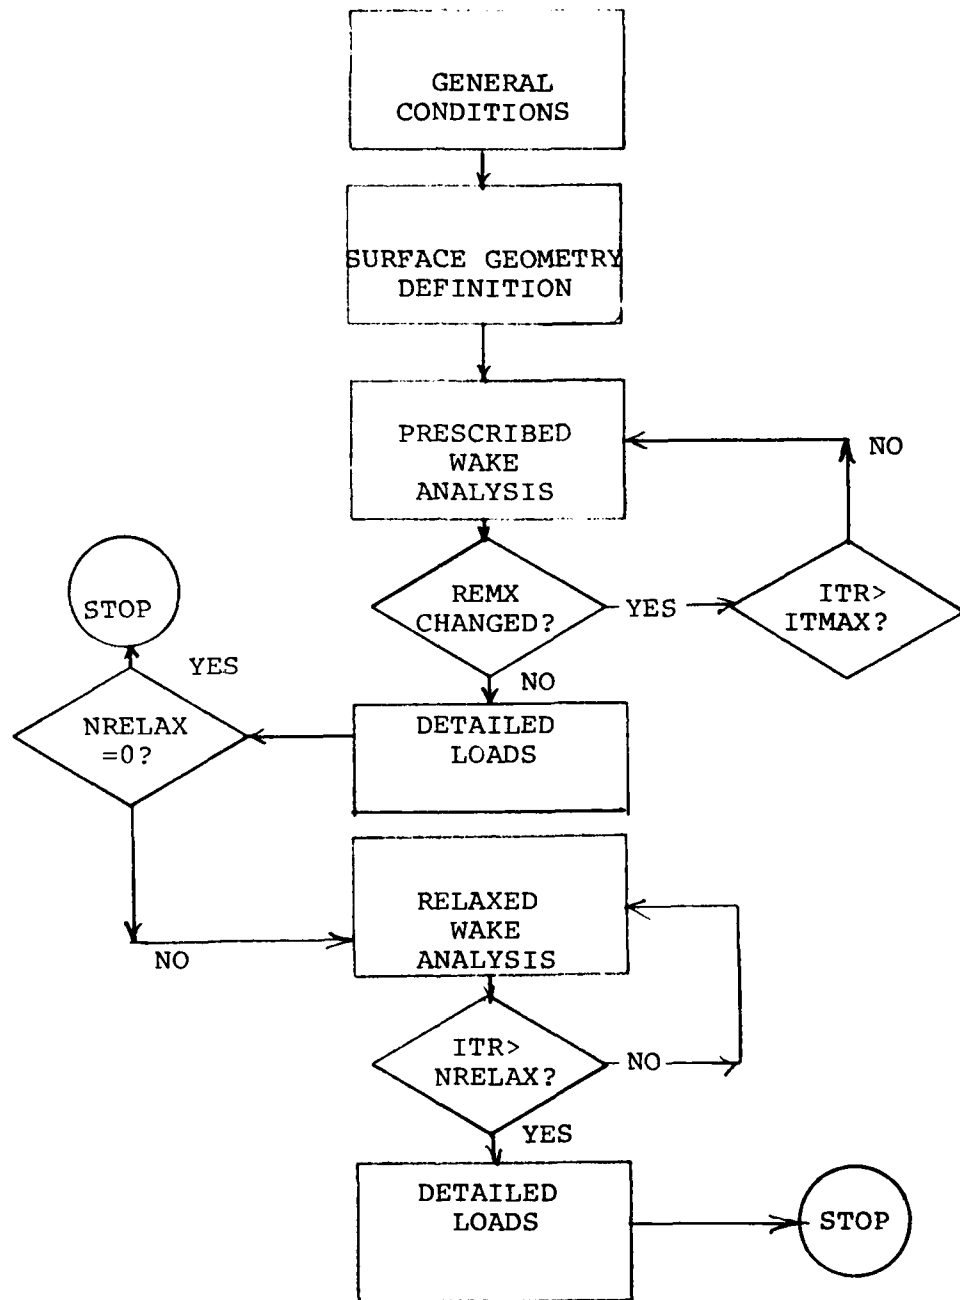 GENERAL
CONDITIONS
SURFACE GEOMETRY
DEFINITION
PRESCRIBED
WAKE
ANALYSIS
NO
REMX
CHANGED?
YES
ITR>
ITMAX?
STOP
YES
NO
NRELAX
=0?
DETAILED
LOADS
NO
RELAXED
WAKE
ANALYSIS
ITR>
NRELAX?
NO
YES
DETAILED
LOADS
STOP